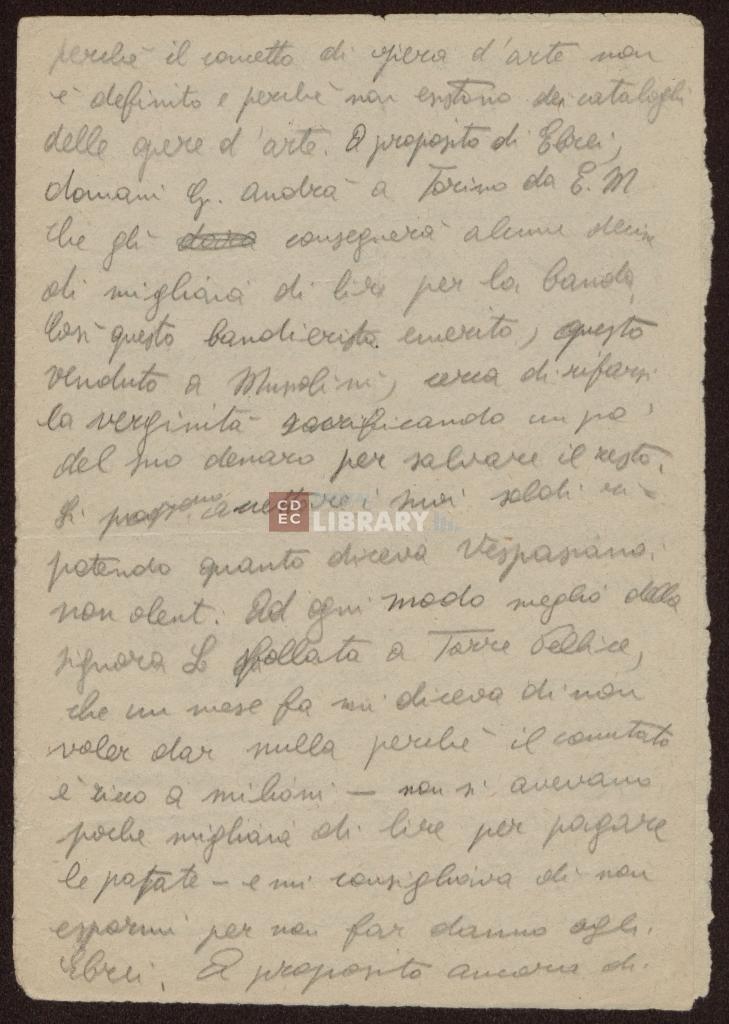 perchè il concetto di opera d'arte non
è definito e perchè non esistono dei cataloghi
delle opere d'arte. A proposito di Ebrei,
domani G. andrà a Torino da E. M
che gli consegnerà alcune decine
di migliaia di lire per la banda.
Così questo bandierista emerito, questo
venduto a Mussolini, cerca di rifarsi
la verginità sacrificando un po'
del suo denaro per salvare il resto.
Si possono accettare i suoi soldi ri-
petendo quanto diceva Vespasiano:
non olent. Ad ogni modo meglio della
signora L sfollata a Torre Pellice,
che un mese fa mi diceva di non
voler dar nulla perchè il comitato
è ricco a milioni — non si avevano
poche migliaia di lire per pagare
le patate — e mi consigliava di non
espormi per non far danno agli
Ebrei. A proposito ancora di
CDEC
LIBRARY